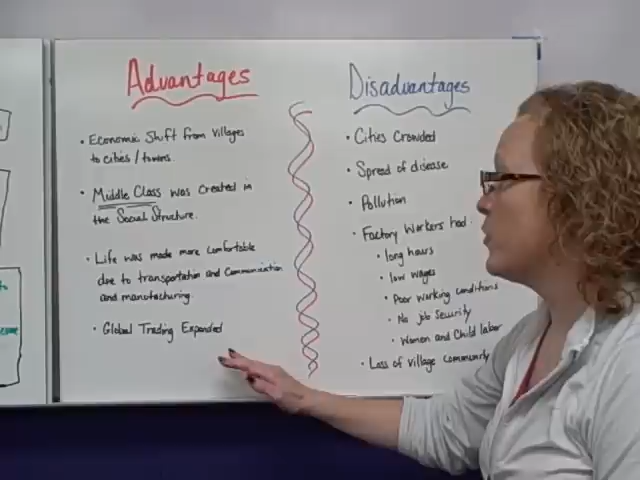 Advantages
• Economic Shift from Villages
to cities/towns.
• Middle Class was created in
the Social Structure.
• Life was made more comfortable
due to transportation and Communication
and manufacturing.
• Global Trading Expanded
Disadvantages
• Cities Crowded
• Spread of disease
• Pollution
• Factory Workers had.
• long hours
• low wages
• Poor working conditions
• No job security
• Women and Child labor
• Loss of village community